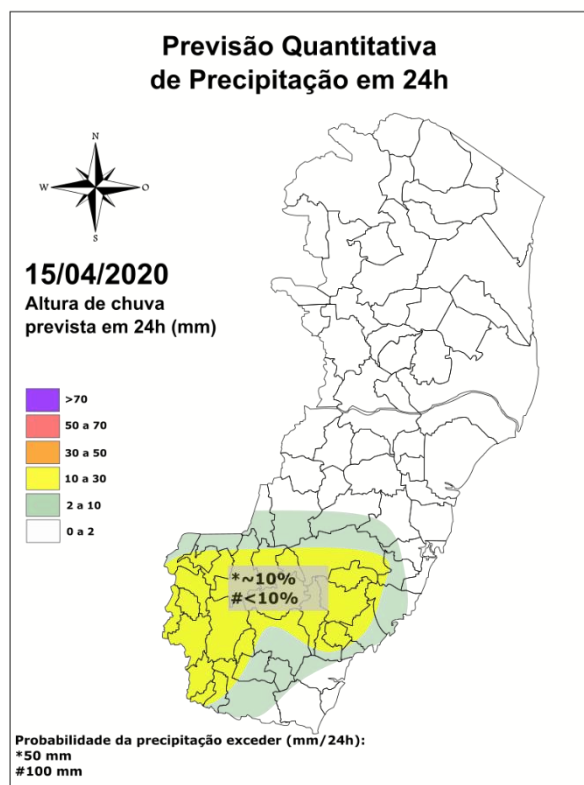 Previsão Quantitativa
de Precipitação em 24h
N
W
O
S
15/04/2020
Altura de chuva
prevista em 24h (mm)
>70
50 a 70
30 a 50
10 a 30
2 a 10
0 a 2
*~10%
#<10%
Probabilidade da precipitação exceder (mm/24h):
*50 mm
#100 mm